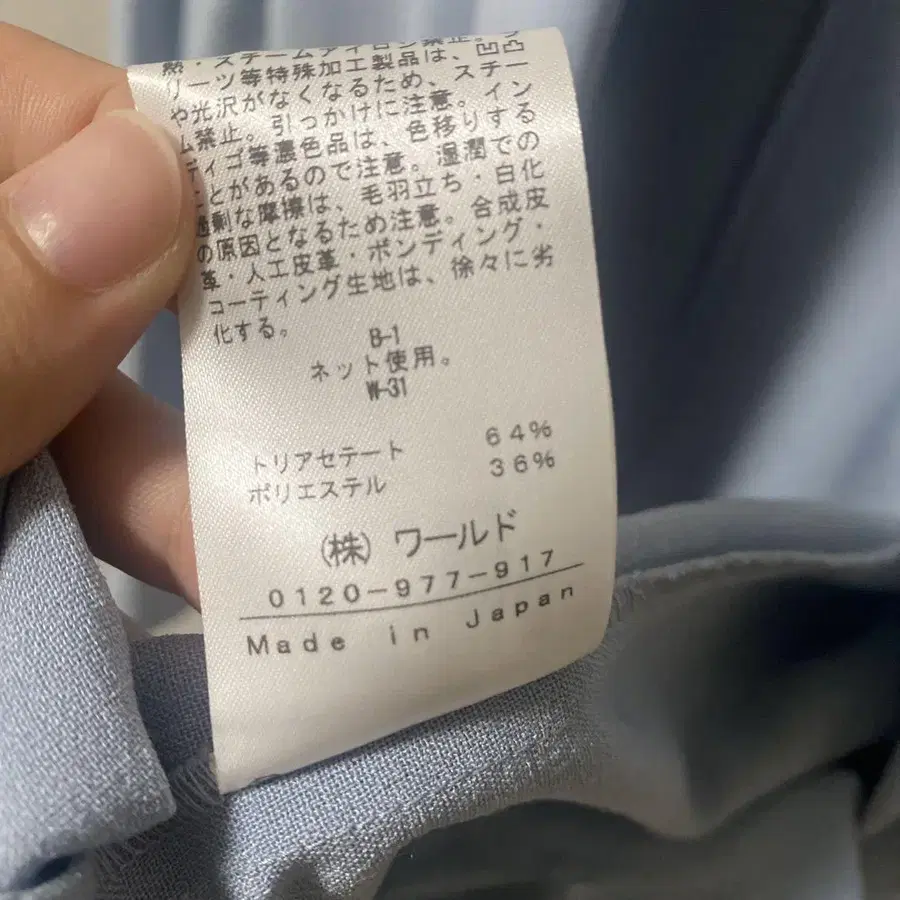 熱・スチームアイロン禁止。プ
リーツ等特殊加工製品は、凹凸
や光沢がなくなるため、スチー
ム禁止。引っかけに注意。イン
ディゴ等濃色品は、色移りする
ことがあるので注意。湿潤での
過剰な摩擦は、毛羽立ち・白化
の原因となるため注意。合成皮
革・人工皮革・ボンディング・
コーティング生地は、徐々に劣
化する。
B-1
ネット使用。
W-31
トリアセテート 64%
ポリエステル 36%
(株) ワールド
0120-977-917
Made in Japan